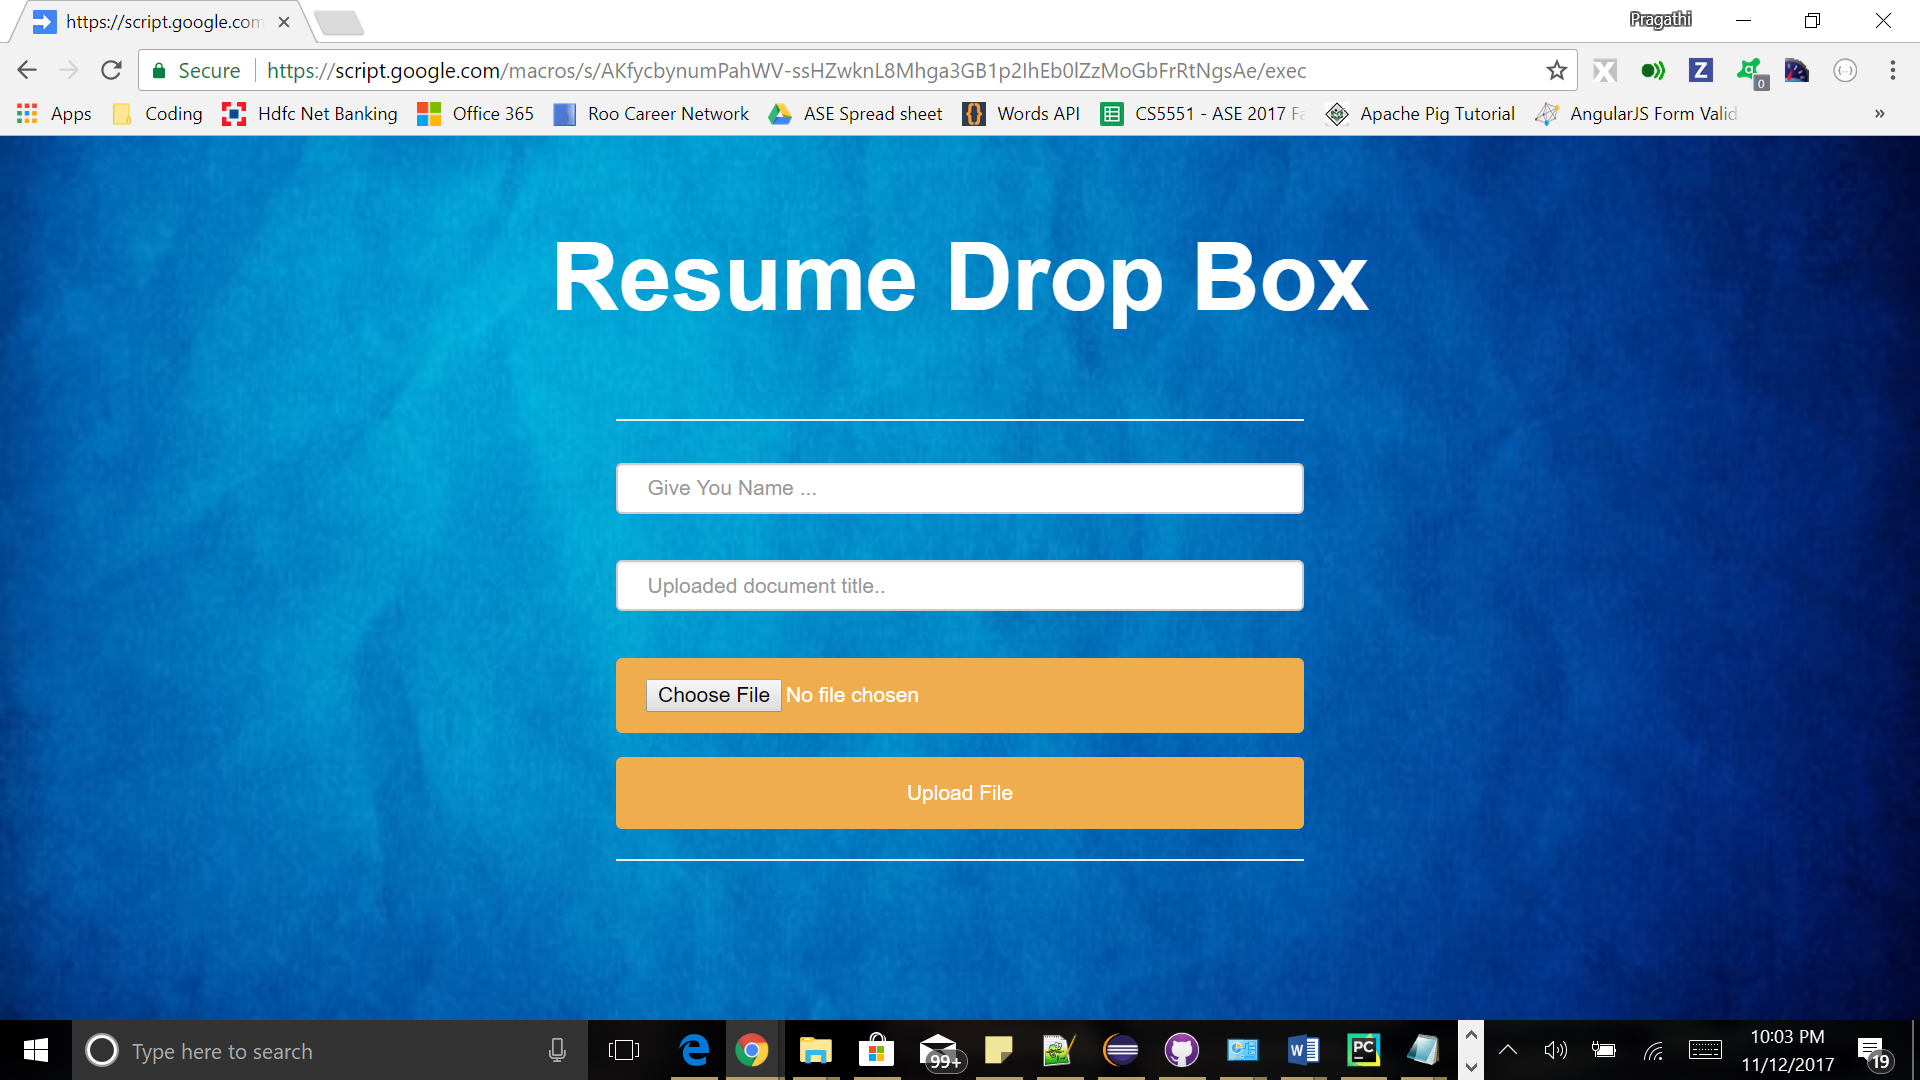 https://script.google.com
Pragathi
Secure https://script.google.com/macros/s/AKfycbynumPahWV-ssHZwknL8Mhga3GB1p2IhEb0lZzMoGbFrRtNgsAe/exec
0
Apps Coding Hdfc Net Banking Office 365 Roo Career Network ASE Spread sheet Words API CS5551 - ASE 2017 Fa Apache Pig Tutorial AngularJS Form Valid »
Resume Drop Box
Give You Name ...
Uploaded document title..
Choose File No file chosen
Upload File
Type here to search
99+
10:03 PM
11/12/2017
19